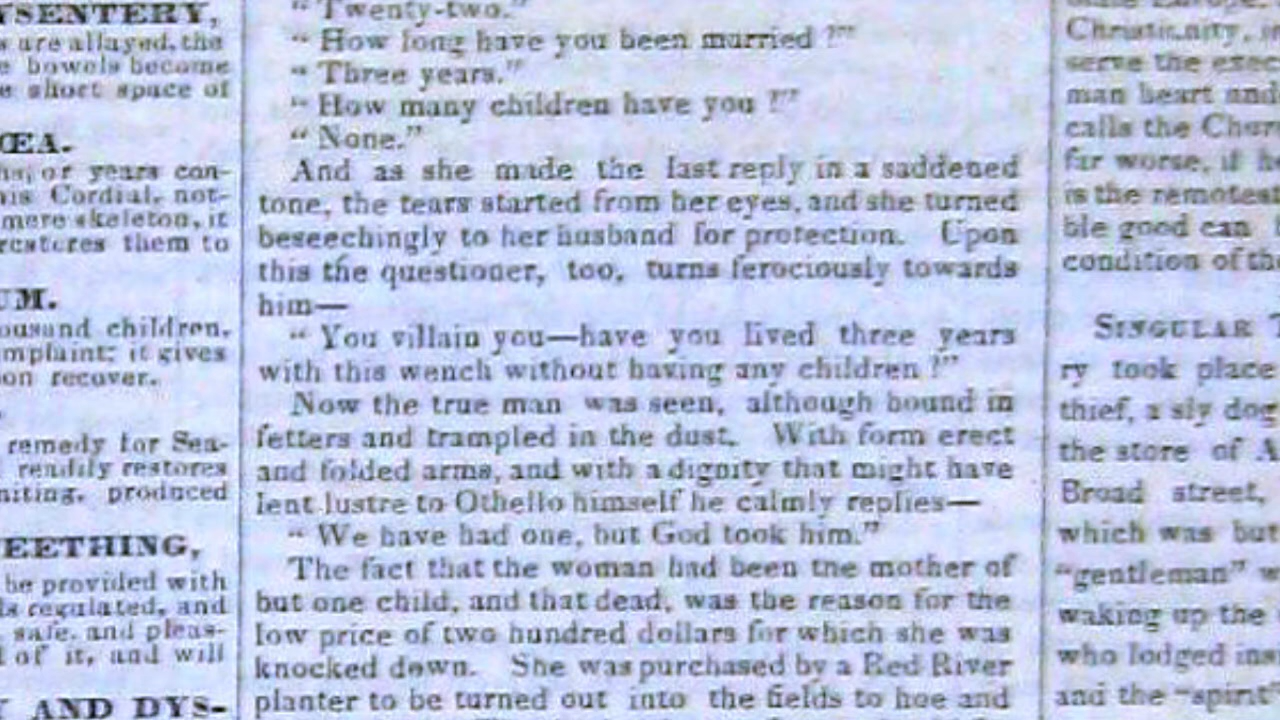 YSENTERY,
s are allayed, the
e bowels become
e short space of
ŒA.
hs, or years con-
his Cordial, not-
mere skeleton, it
restores them to
UM.
ousand children,
mplaint; it gives
on recover.
remedy for Sea-
readily restores
miting, produced
EETHING,
be provided with
ls regulated, and
safe, and pleas-
of it, and will
Y AND DYS-
"Twenty-two."
"How long have you been married ?"
"Three years."
"How many children have you ?"
"None."
And as she made the last reply in a saddened
tone, the tears started from her eyes, and she turned
beseechingly to her husband for protection. Upon
this the questioner, too, turns ferociously towards
him—
"You villain you—have you lived three years
with this wench without having any children ?"
Now the true man was seen, although bound in
fetters and trampled in the dust. With form erect
and folded arms, and with a dignity that might have
lent lustre to Othello himself he calmly replies—
"We have had one, but God took him."
The fact that the woman had been the mother of
but one child, and that dead, was the reason for the
low price of two hundred dollars for which she was
knocked down. She was purchased by a Red River
planter to be turned out into the fields to hoe and
Christianity, i
serve the exec
man heart and
calls the Chur
far worse, if h
is the remotest
ble good can
condition of the
SINGULAR T
ry took place
thief, a sly dog
the store of A
Broad street,
which was but
"gentleman" w
waking up the
who lodged ins
and the "spirit"